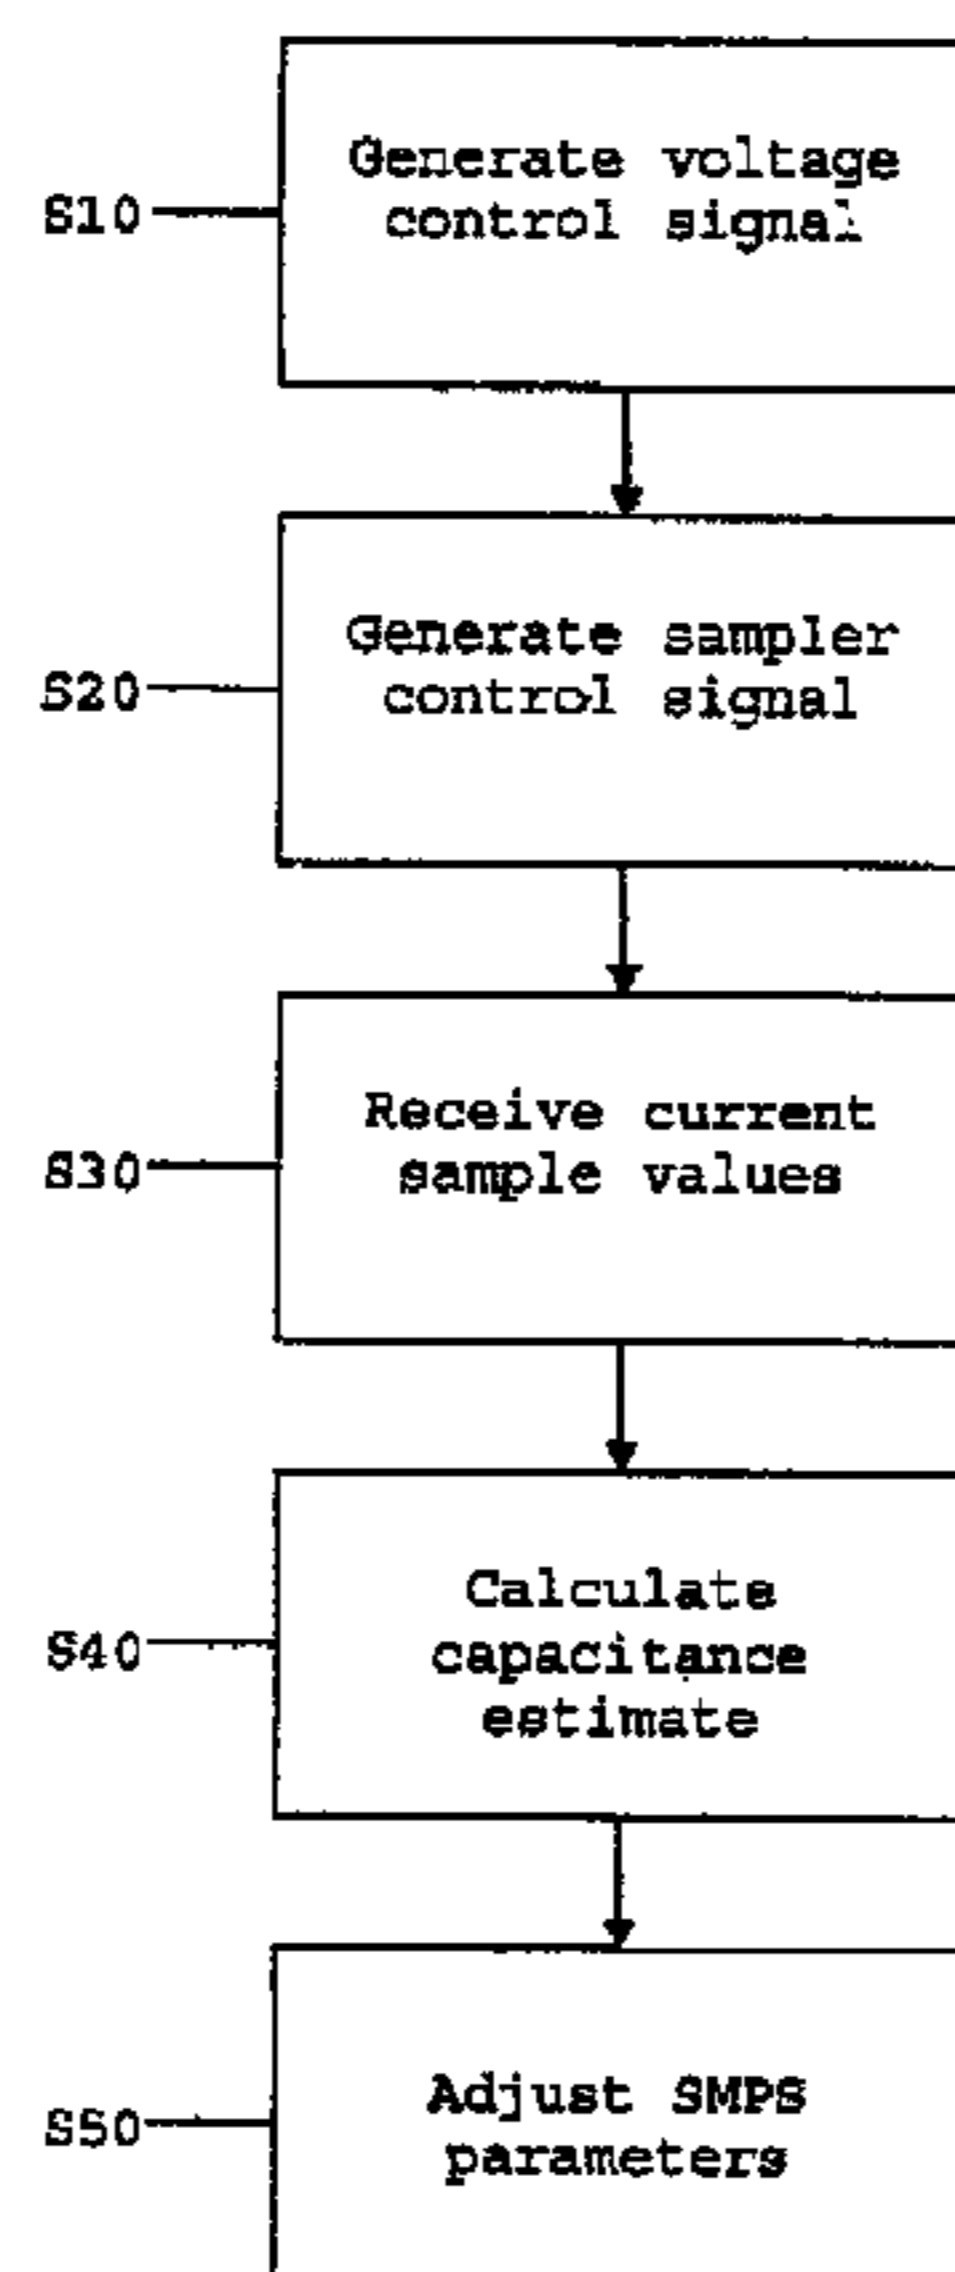 Generate voltage
control signal
S10
Generate sampler
control signal
S20
Receive current
sample values
S30
Calculate
capacitance
estimate
S40
Adjust SMPS
parameters
S50